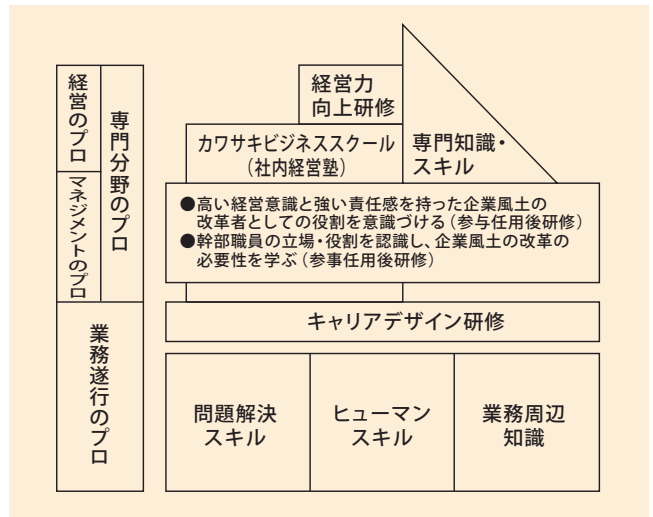 経営のプロ
マネジメントのプロ
専門分野のプロ
業務遂行のプロ
経営力
向上研修
カワサキビジネススクール
（社内経営塾）
専門知識・
スキル
●高い経営意識と強い責任感を持った企業風土の
改革者としての役割を意識づける（参与任用後研修）
●幹部職員の立場・役割を認識し、企業風土の改革の
必要性を学ぶ（参事任用後研修）
キャリアデザイン研修
問題解決
スキル
ヒューマン
スキル
業務周辺
知識